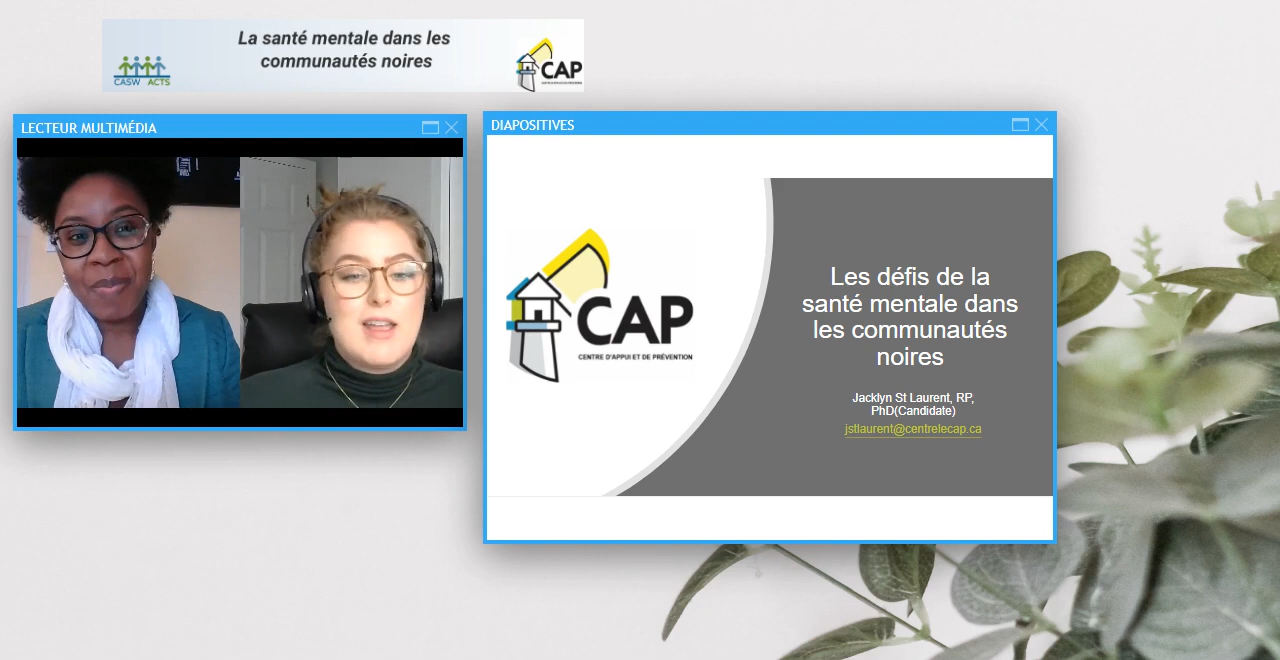 La santé mentale dans les
communautés noires
CASW ACTS
CAP
LECTEUR MULTIMÉDIA
DIAPOSITIVES
CAP
CENTRE D'APPUI ET DE PRÉVENTION
Les défis de la
santé mentale dans
les communautés
noires
Jacklyn St Laurent, RP,
PhD(Candidate)
jstlaurent@centrelecap.ca